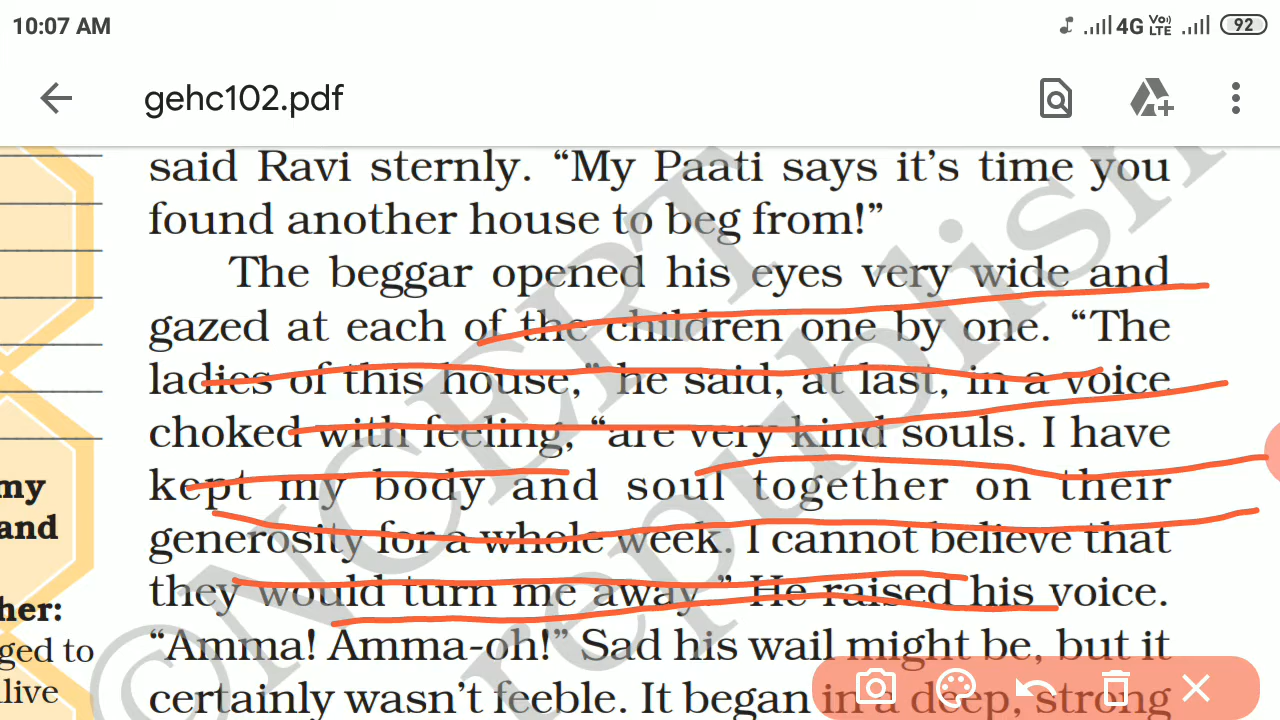 10:07 AM
4G Vo)) LTE 92
gehc102.pdf
said Ravi sternly. “My Paati says it’s time you
found another house to beg from!”
The beggar opened his eyes very wide and
gazed at each of the children one by one. “The
ladies of this house,” he said, at last, in a voice
choked with feeling, “are very kind souls. I have
kept my body and soul together on their
generosity for a whole week. I cannot believe that
they would turn me away.” He raised his voice.
“Amma! Amma-oh!” Sad his wail might be, but it
certainly wasn’t feeble. It began in a deep, strong
my
and
her:
ged to
live
©NCERT
republish